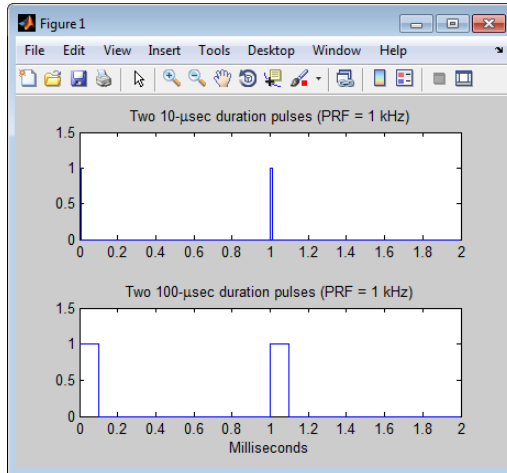 Figure 1
File Edit View Insert Tools Desktop Window Help
Two 10-μsec duration pulses (PRF = 1 kHz)
1.5
1
0.5
0
0 0.2 0.4 0.6 0.8 1 1.2 1.4 1.6 1.8 2
Two 100-μsec duration pulses (PRF = 1 kHz)
1.5
1
0.5
0
0 0.2 0.4 0.6 0.8 1 1.2 1.4 1.6 1.8 2
Milliseconds